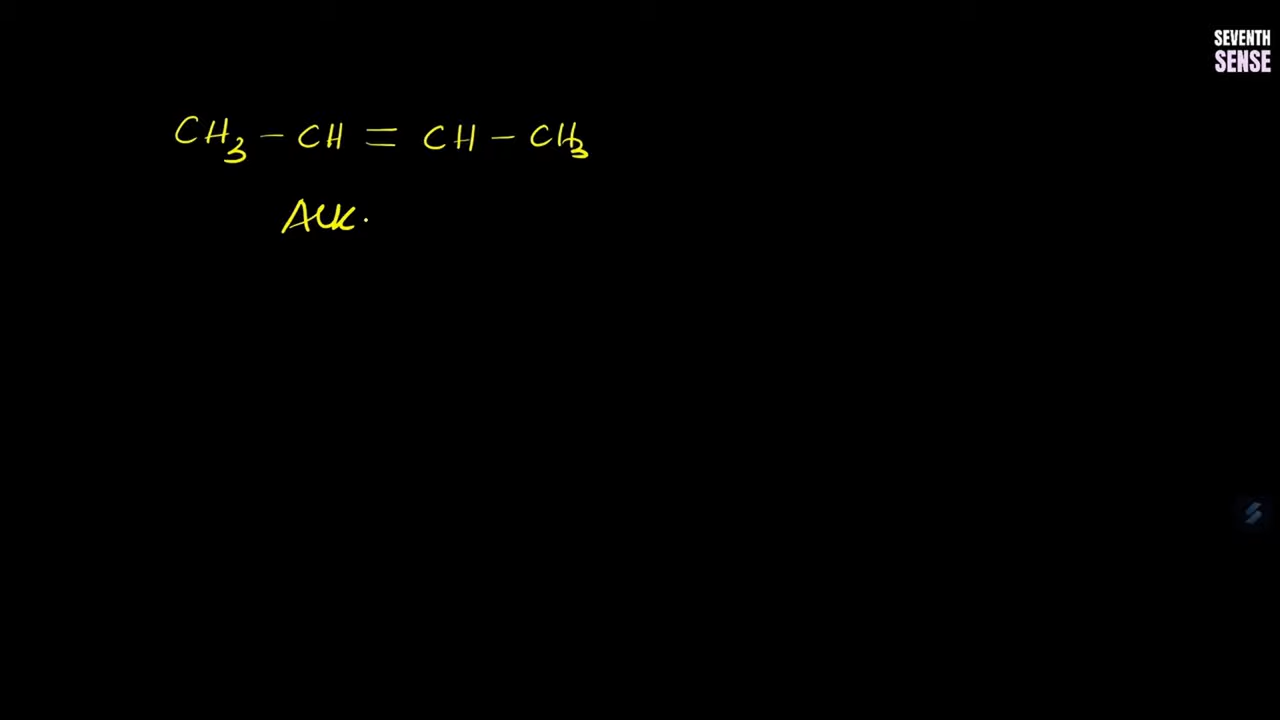 SEVENTH
SENSE
CH₃ – CH = CH – CH₃
Alk